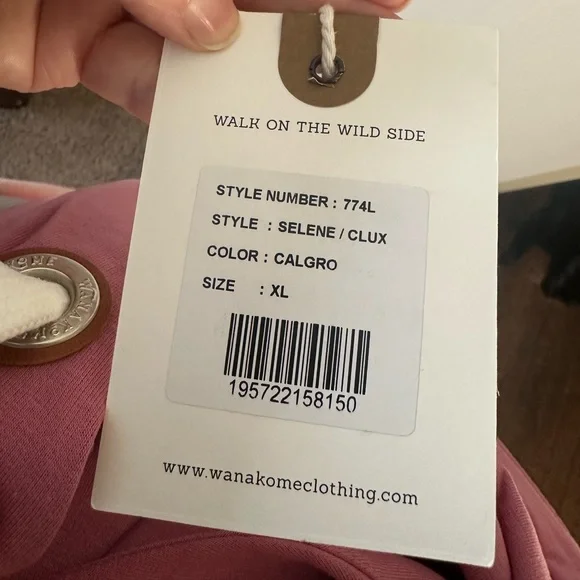 WALK ON THE WILD SIDE
STYLE NUMBER : 774L
STYLE : SELENE / CLUX
COLOR : CALGRO
SIZE : XL
195722158150
www.wanakomeclothing.com
WANAKOME